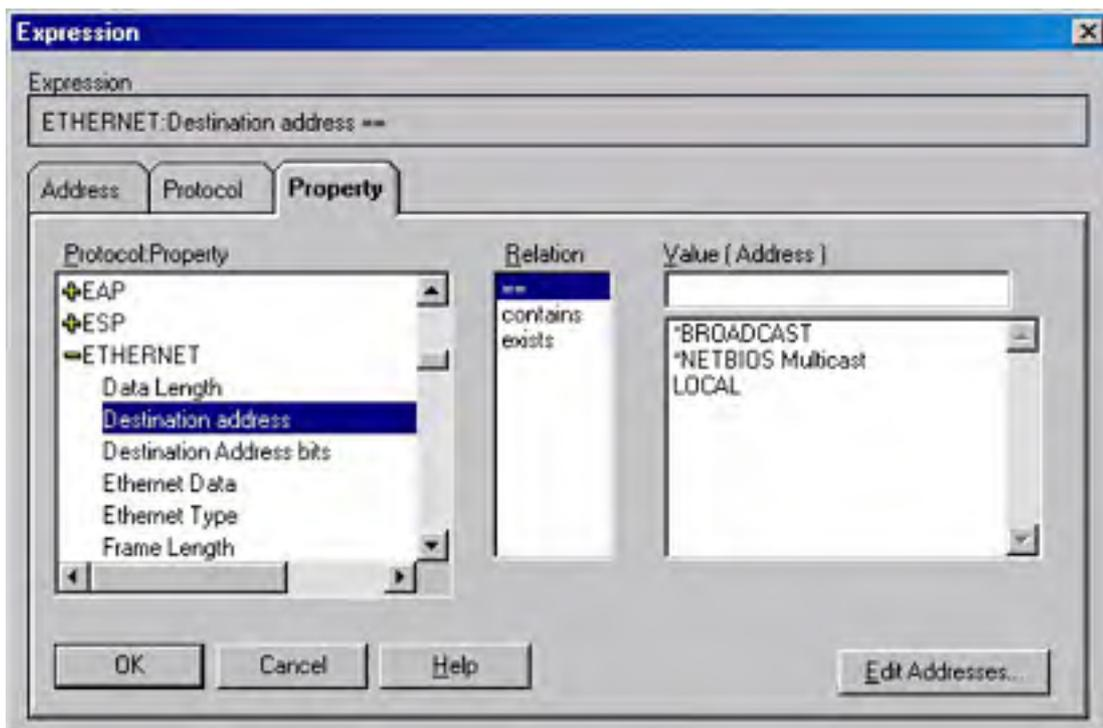 Expression
Expression
ETHERNET:Destination address ==
Address
Protocol
Property
Protocol:Property
EAP
ESP
ETHERNET
Data Length
Destination address
Destination Address bits
Ethernet Data
Ethernet Type
Frame Length
Relation
==
contains
exists
Value ( Address )
*BROADCAST
*NETBIOS Multicast
LOCAL
OK
Cancel
Help
Edit Addresses...